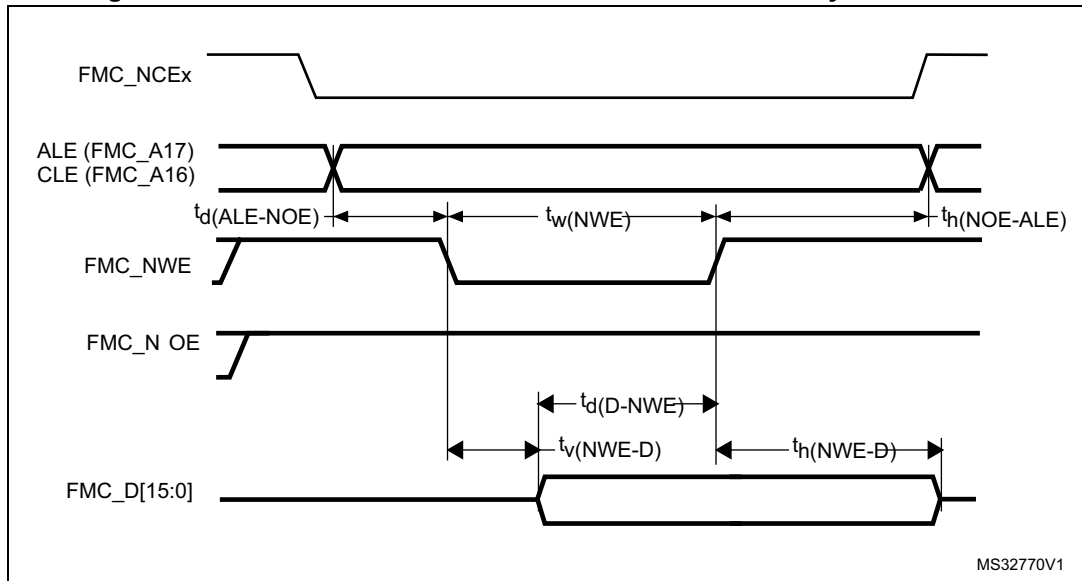 FMC_NCEx
ALE (FMC_A17)
CLE (FMC_A16)
td(ALE-NOE)
tw(NWE)
th(NOE-ALE)
FMC_NWE
FMC_N OE
td(D-NWE)
tv(NWE-D)
th(NWE-D)
FMC_D[15:0]
MS32770V1